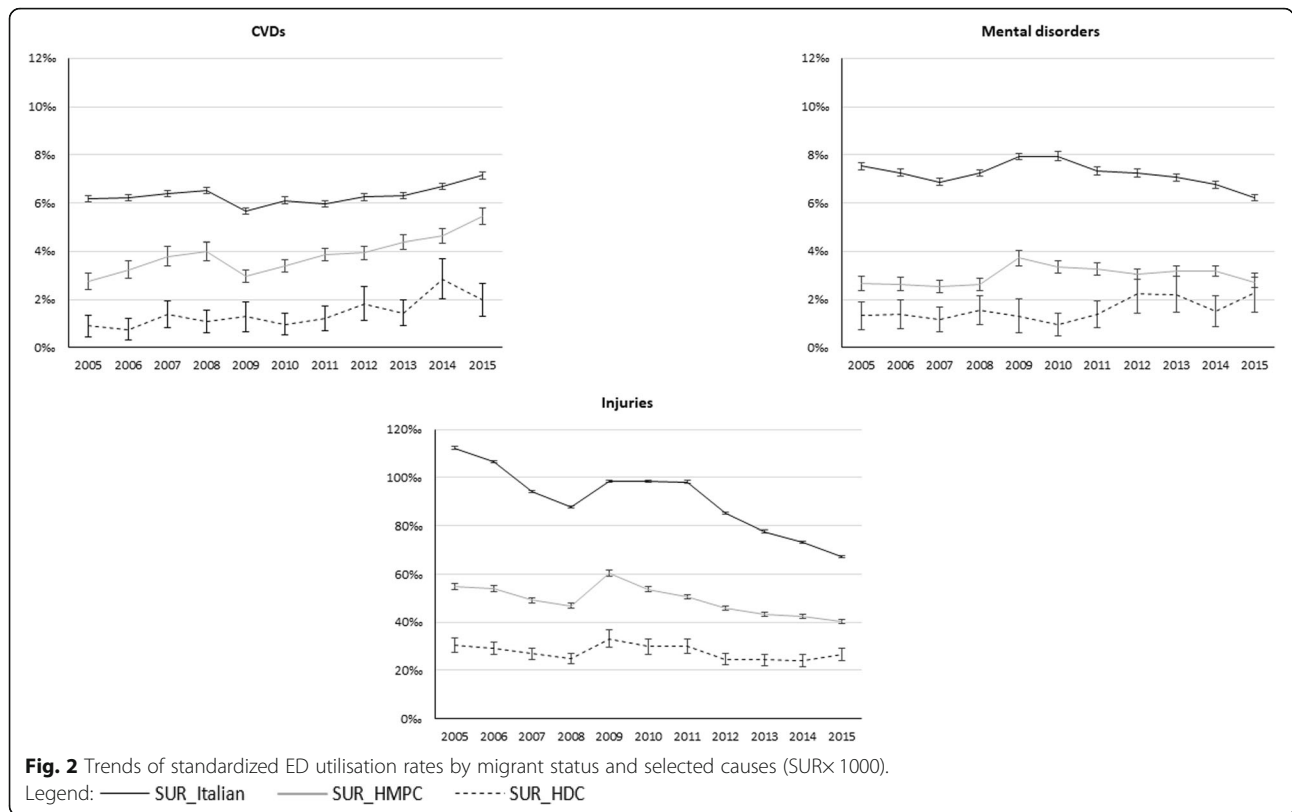 CVDs
12‰
10‰
8‰
6‰
4‰
2‰
0‰
2005 2006 2007 2008 2009 2010 2011 2012 2013 2014 2015
Mental disorders
12‰
10‰
8‰
6‰
4‰
2‰
0‰
2005 2006 2007 2008 2009 2010 2011 2012 2013 2014 2015
Injuries
120‰
100‰
80‰
60‰
40‰
20‰
0‰
2005 2006 2007 2008 2009 2010 2011 2012 2013 2014 2015
Fig. 2 Trends of standardized ED utilisation rates by migrant status and selected causes (SUR× 1000).
Legend: SUR_Italian SUR_HMPC SUR_HDC